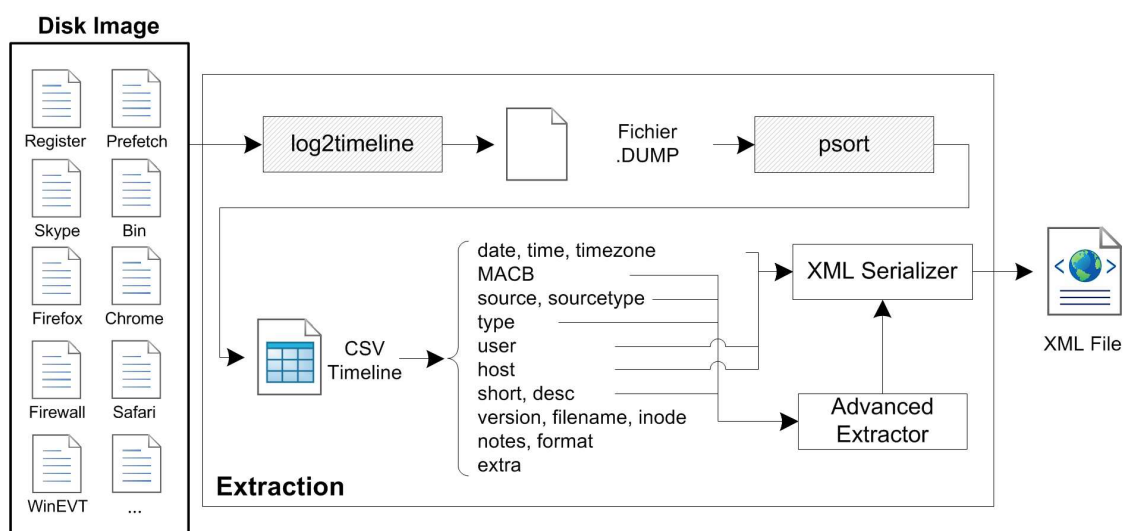 Disk Image
Register
Prefetch
Skype
Bin
Firefox
Chrome
Firewall
Safari
WinEVT
...
log2timeline
Fichier
.DUMP
psort
CSV
Timeline
date, time, timezone
MACB
source, sourcetype
type
user
host
short, desc
version, filename, inode
notes, format
extra
XML Serializer
Advanced
Extractor
Extraction
XML File